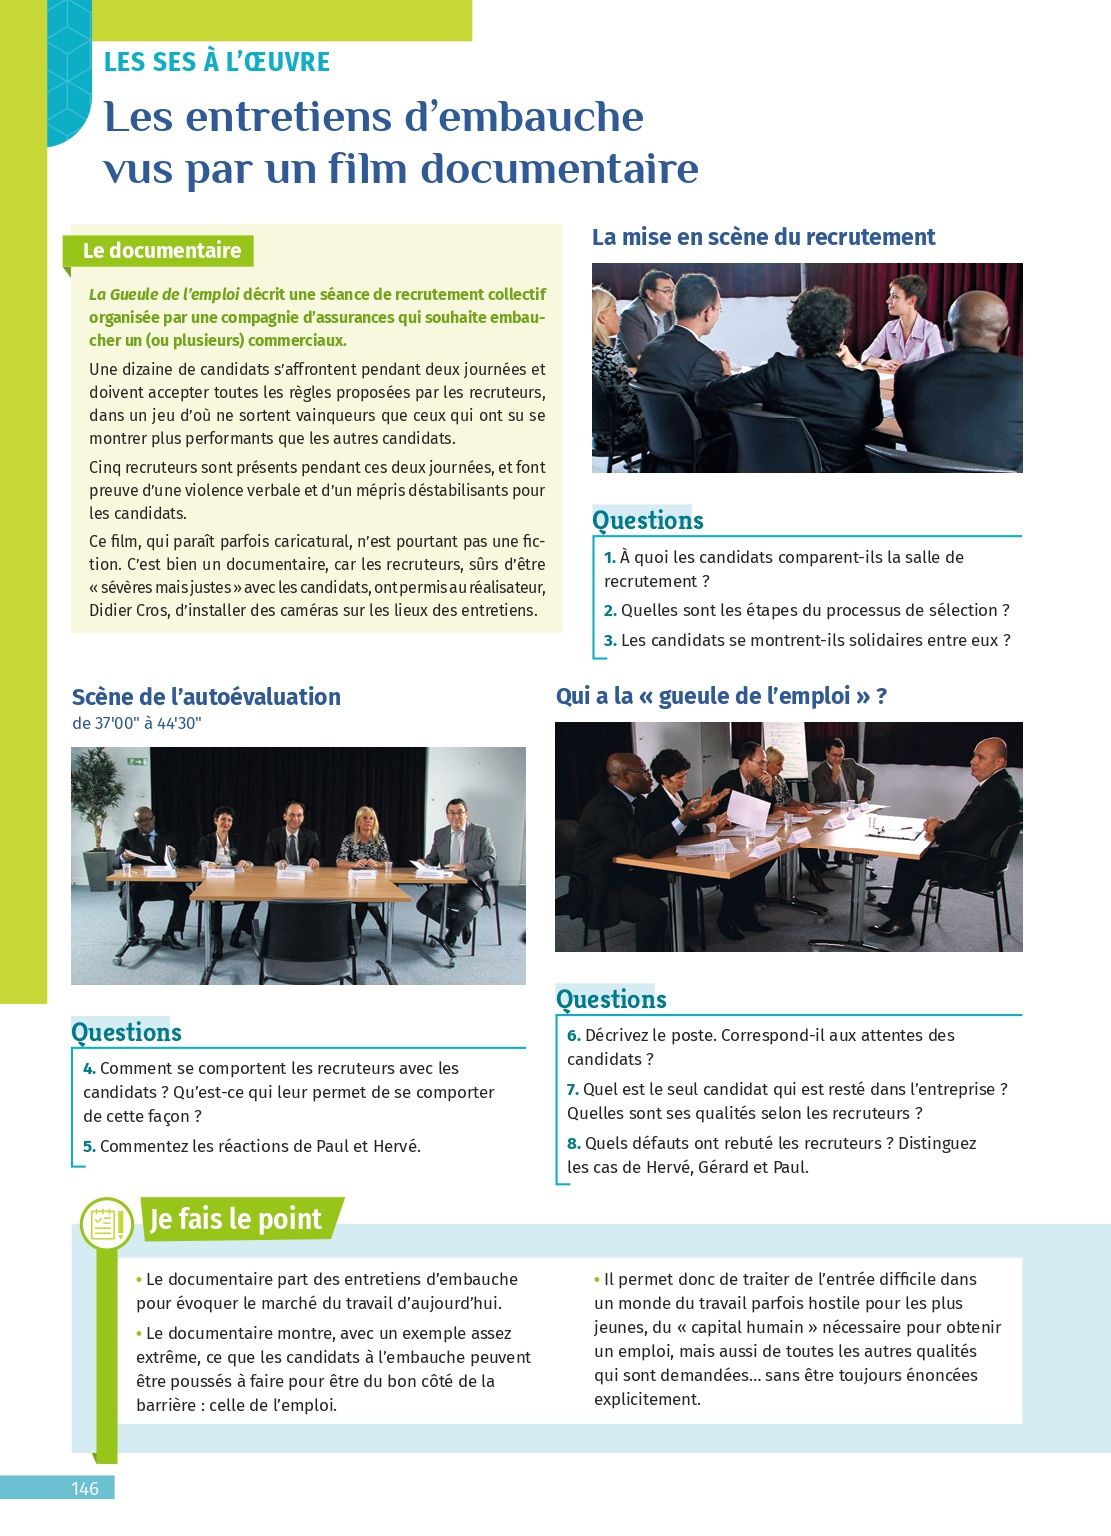 LES SES À L'ŒUVRE
Les entretiens d'embauche
vus par un film documentaire
Le documentaire
La Gueule de l'emploi décrit une séance de recrutement collectif
organisée par une compagnie d'assurances qui souhaite embau-
cher un (ou plusieurs) commerciaux.
Une dizaine de candidats s'affrontent pendant deux journées et
doivent accepter toutes les règles proposées par les recruteurs,
dans un jeu d'où ne sortent vainqueurs que ceux qui ont su se
montrer plus performants que les autres candidats.
Cinq recruteurs sont présents pendant ces deux journées, et font
preuve d'une violence verbale et d'un mépris déstabilisants pour
les candidats.
Ce film, qui paraît parfois caricatural, n'est pourtant pas une fic-
tion. C'est bien un documentaire, car les recruteurs, sûrs d'être
« sévères mais justes » avec les candidats, ont permis au réalisateur,
Didier Cros, d'installer des caméras sur les lieux des entretiens.
La mise en scène du recrutement
Questions
1. À quoi les candidats comparent-ils la salle de
recrutement ?
2. Quelles sont les étapes du processus de sélection ?
3. Les candidats se montrent-ils solidaires entre eux ?
Scène de l'autoévaluation
de 37'00" à 44'30"
Questions
4. Comment se comportent les recruteurs avec les
candidats ? Qu'est-ce qui leur permet de se comporter
de cette façon ?
5. Commentez les réactions de Paul et Hervé.
Qui a la « gueule de l'emploi » ?
Questions
6. Décrivez le poste. Correspond-il aux attentes des
candidats ?
7. Quel est le seul candidat qui est resté dans l'entreprise ?
Quelles sont ses qualités selon les recruteurs ?
8. Quels défauts ont rebuté les recruteurs ? Distinguez
les cas de Hervé, Gérard et Paul.
Je fais le point
• Le documentaire part des entretiens d'embauche
pour évoquer le marché du travail d'aujourd'hui.
• Le documentaire montre, avec un exemple assez
extrême, ce que les candidats à l'embauche peuvent
être poussés à faire pour être du bon côté de la
barrière : celle de l'emploi.
• Il permet donc de traiter de l'entrée difficile dans
un monde du travail parfois hostile pour les plus
jeunes, du « capital humain » nécessaire pour obtenir
un emploi, mais aussi de toutes les autres qualités
qui sont demandées... sans être toujours énoncées
explicitement.
146